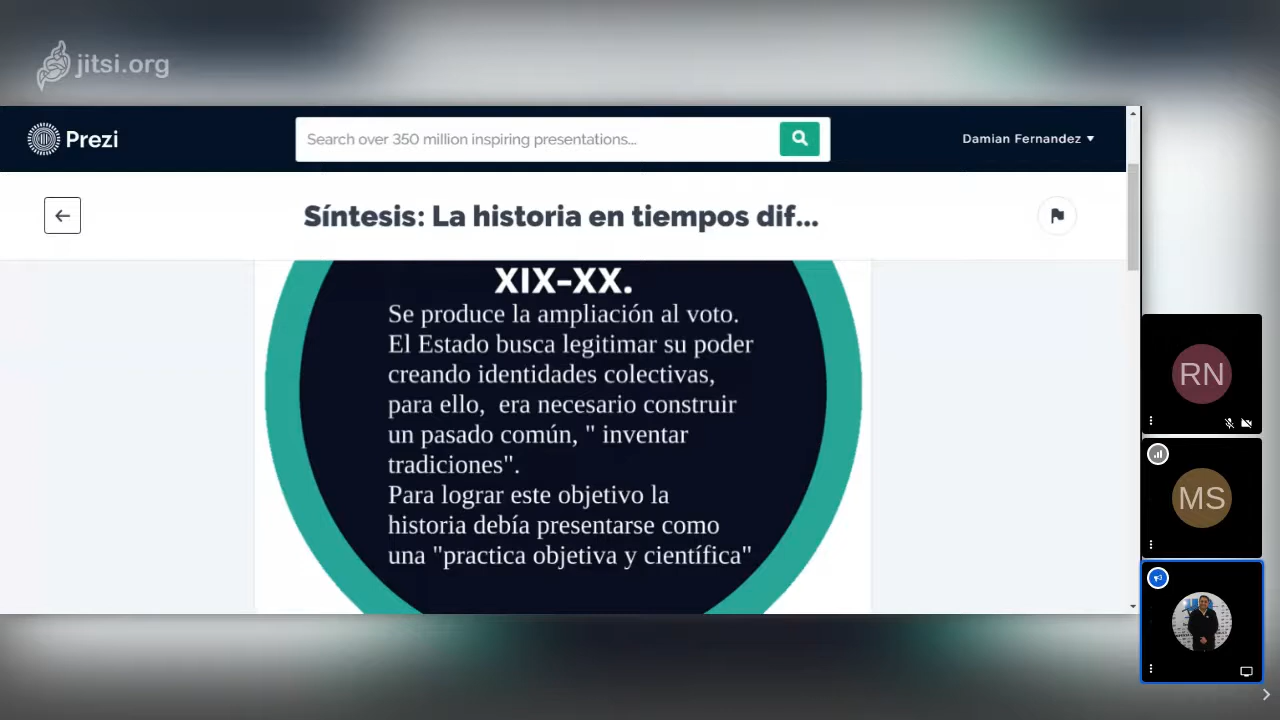 jitsi.org
Prezi
Search over 350 million inspiring presentations...
Damian Fernandez
Síntesis: La historia en tiempos dif...
XIX-XX.
Se produce la ampliación al voto.
El Estado busca legitimar su poder
creando identidades colectivas,
para ello, era necesario construir
un pasado común, " inventar
tradiciones".
Para lograr este objetivo la
historia debía presentarse como
una "practica objetiva y científica"
RN
MS